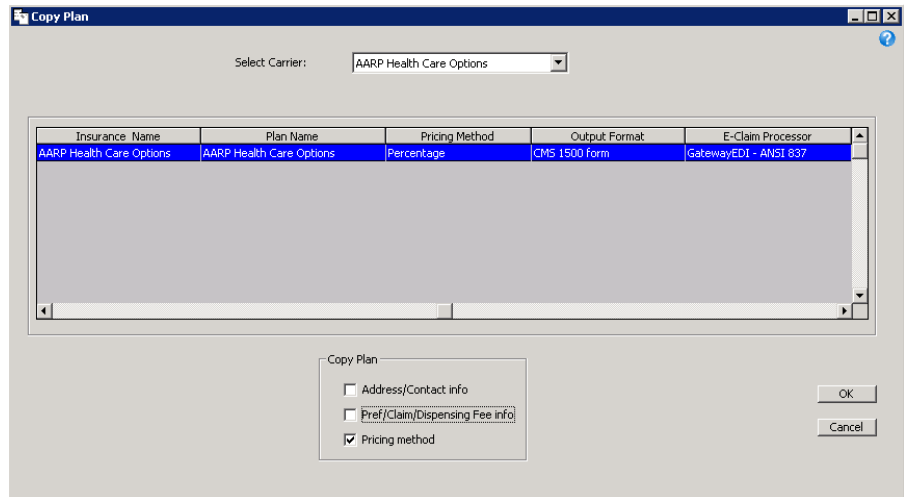 Copy Plan
?
Select Carrier: AARP Health Care Options
Insurance Name Plan Name Pricing Method Output Format E-Claim Processor
AARP Health Care Options AARP Health Care Options Percentage CMS 1500 form GatewayEDI - ANSI 837
Copy Plan
Address/Contact info
Pref/Claim/Dispensing Fee info
Pricing method
OK
Cancel